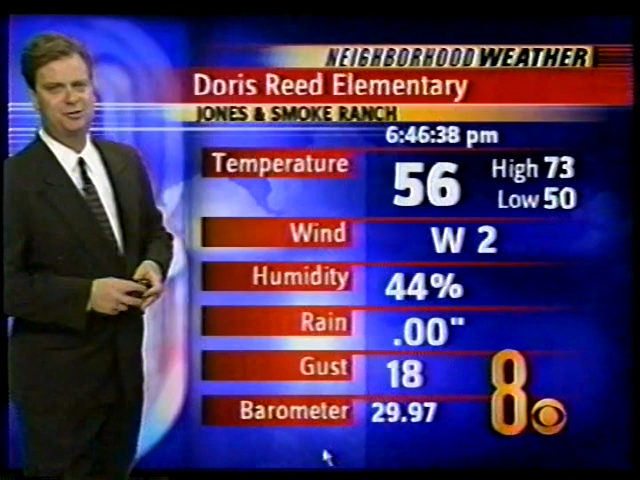 NEIGHBORHOOD WEATHER
Doris Reed Elementary
JONES & SMOKE RANCH
6:46:38 pm
Temperature 56 High 73
Low 50
Wind W 2
Humidity 44%
Rain .00"
Gust 18
Barometer 29.97
8